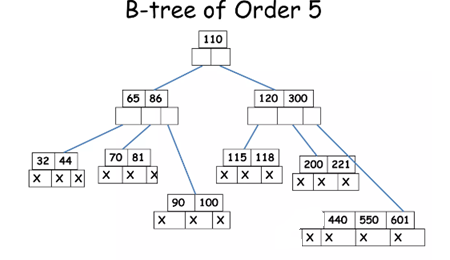 B-tree of Order 5
110
65 86
120 300
32 44
X X X
70 81
X X X
115 118
X X X
200 221
X X X
90 100
X X X
440 550 601
X X X X